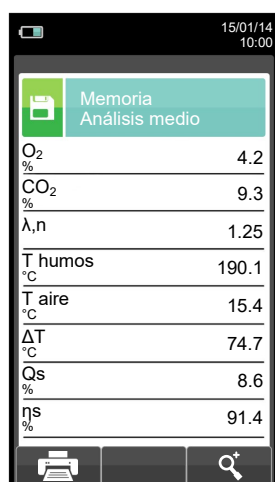 15/01/14
10:00
Memoria
Análisis medio
O₂ 4.2
%
CO₂ 9.3
%
λ,n 1.25
T humos 190.1
°C
T aire 15.4
°C
ΔT 74.7
°C
Qs 8.6
%
ηs 91.4
%